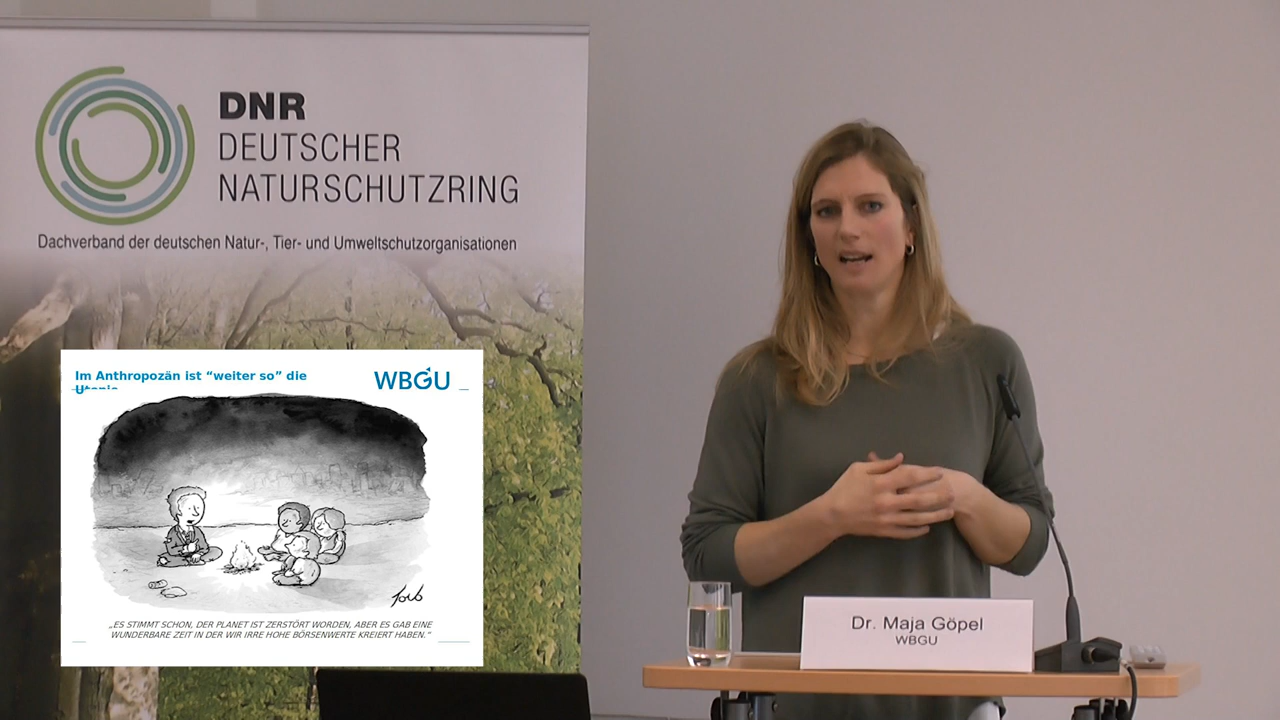 DNR
DEUTSCHER
NATURSCHUTZRING
Dachverband der deutschen Natur-, Tier- und Umweltschutzorganisationen
Im Anthropozän ist “weiter so” die
Utopie
WBGU
„ES STIMMT SCHON, DER PLANET IST ZERSTÖRT WORDEN, ABER ES GAB EINE
WUNDERBARE ZEIT IN DER WIR IRRE HOHE BÖRSENWERTE KREIERT HABEN.“
Dr. Maja Göpel
WBGU